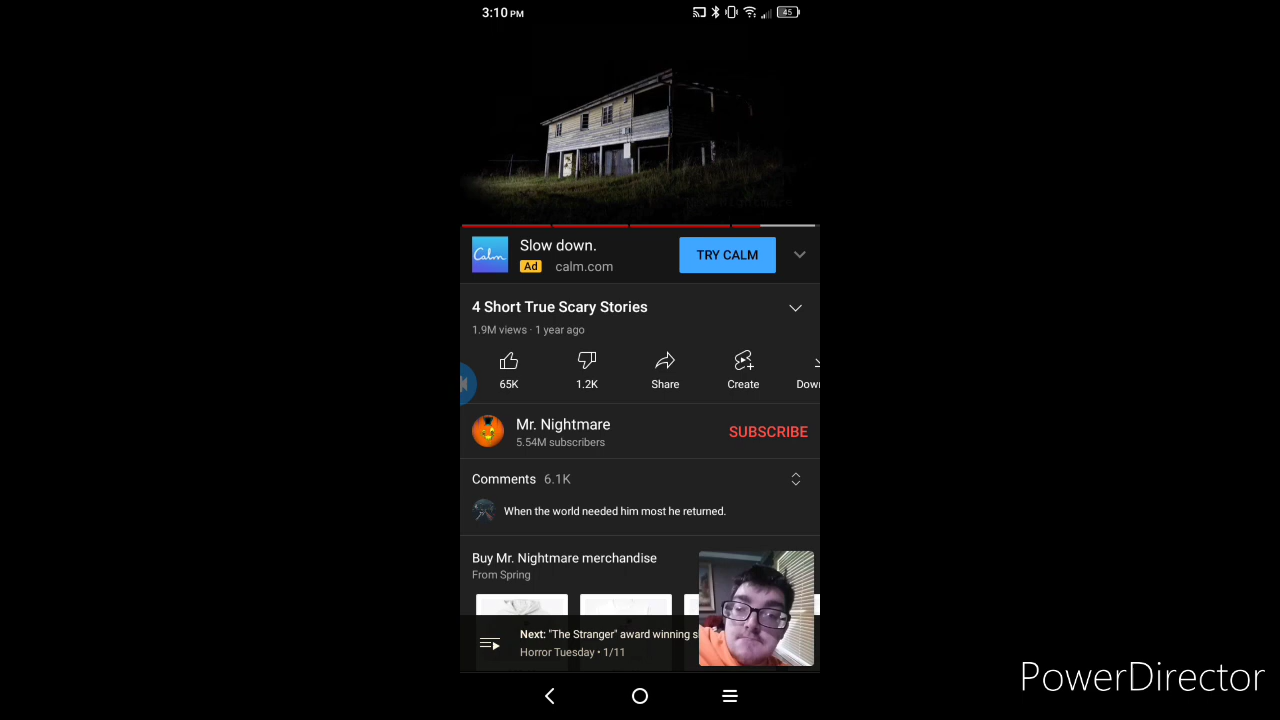 3:10 PM
45
Slow down.
Calm
TRY CALM
Ad calm.com
4 Short True Scary Stories
1.9M views · 1 year ago
65K
1.2K
Share
Create
Dow
Mr. Nightmare
5.54M subscribers
SUBSCRIBE
Comments 6.1K
When the world needed him most he returned.
Buy Mr. Nightmare merchandise
From Spring
Next: "The Stranger" award winning s
Horror Tuesday • 1/11
PowerDirector